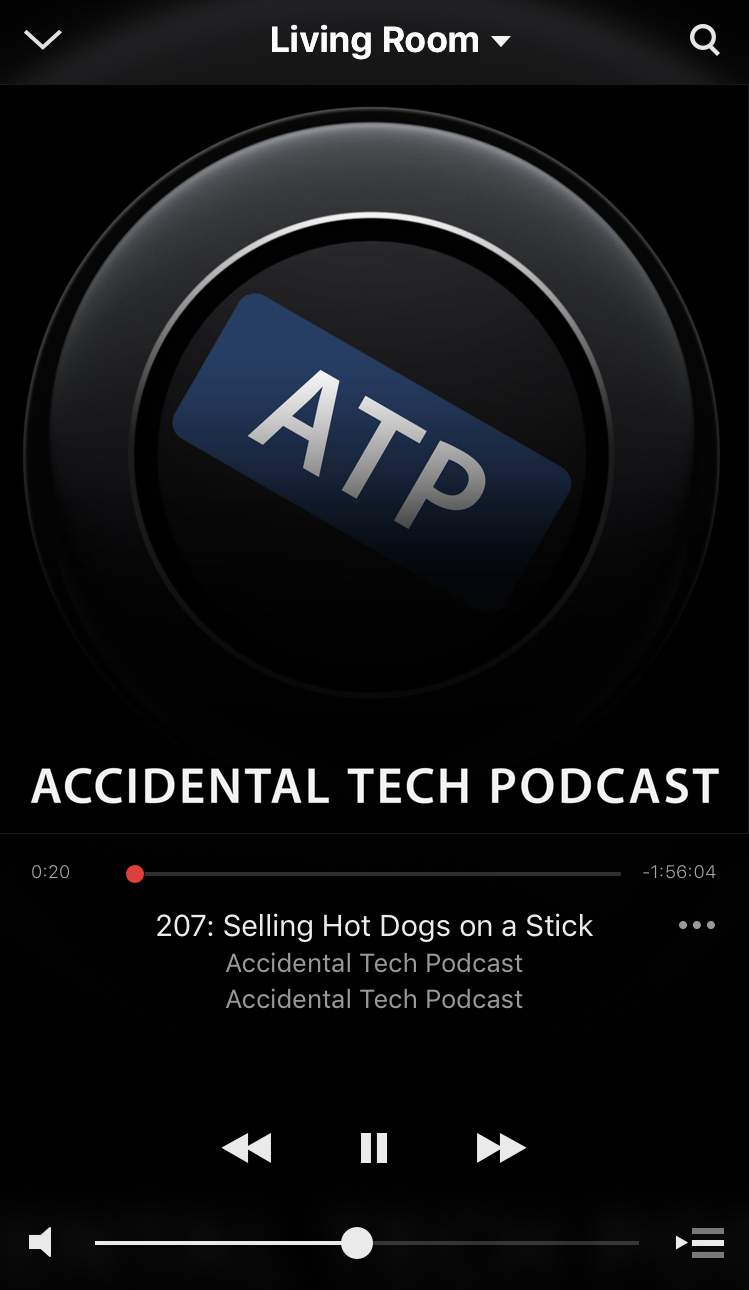 Living Room
ATP
ACCIDENTAL TECH PODCAST
0:20
-1:56:04
207: Selling Hot Dogs on a Stick
Accidental Tech Podcast
Accidental Tech Podcast